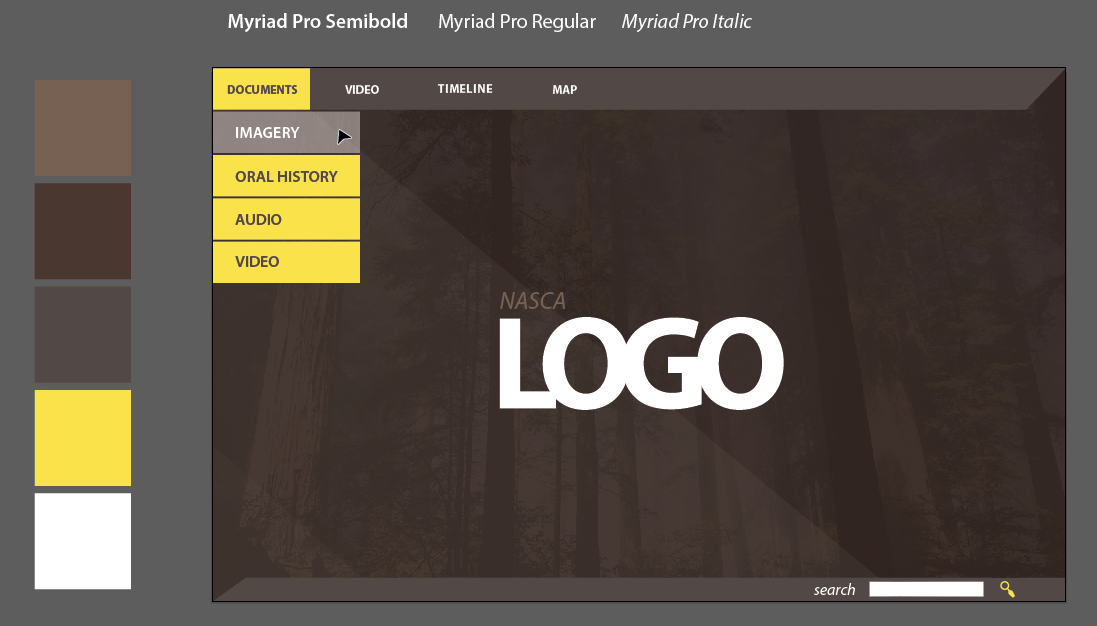 Myriad Pro Semibold Myriad Pro Regular Myriad Pro Italic
DOCUMENTS VIDEO TIMELINE MAP
IMAGERY
ORAL HISTORY
AUDIO
VIDEO
NASCA
LOGO
search